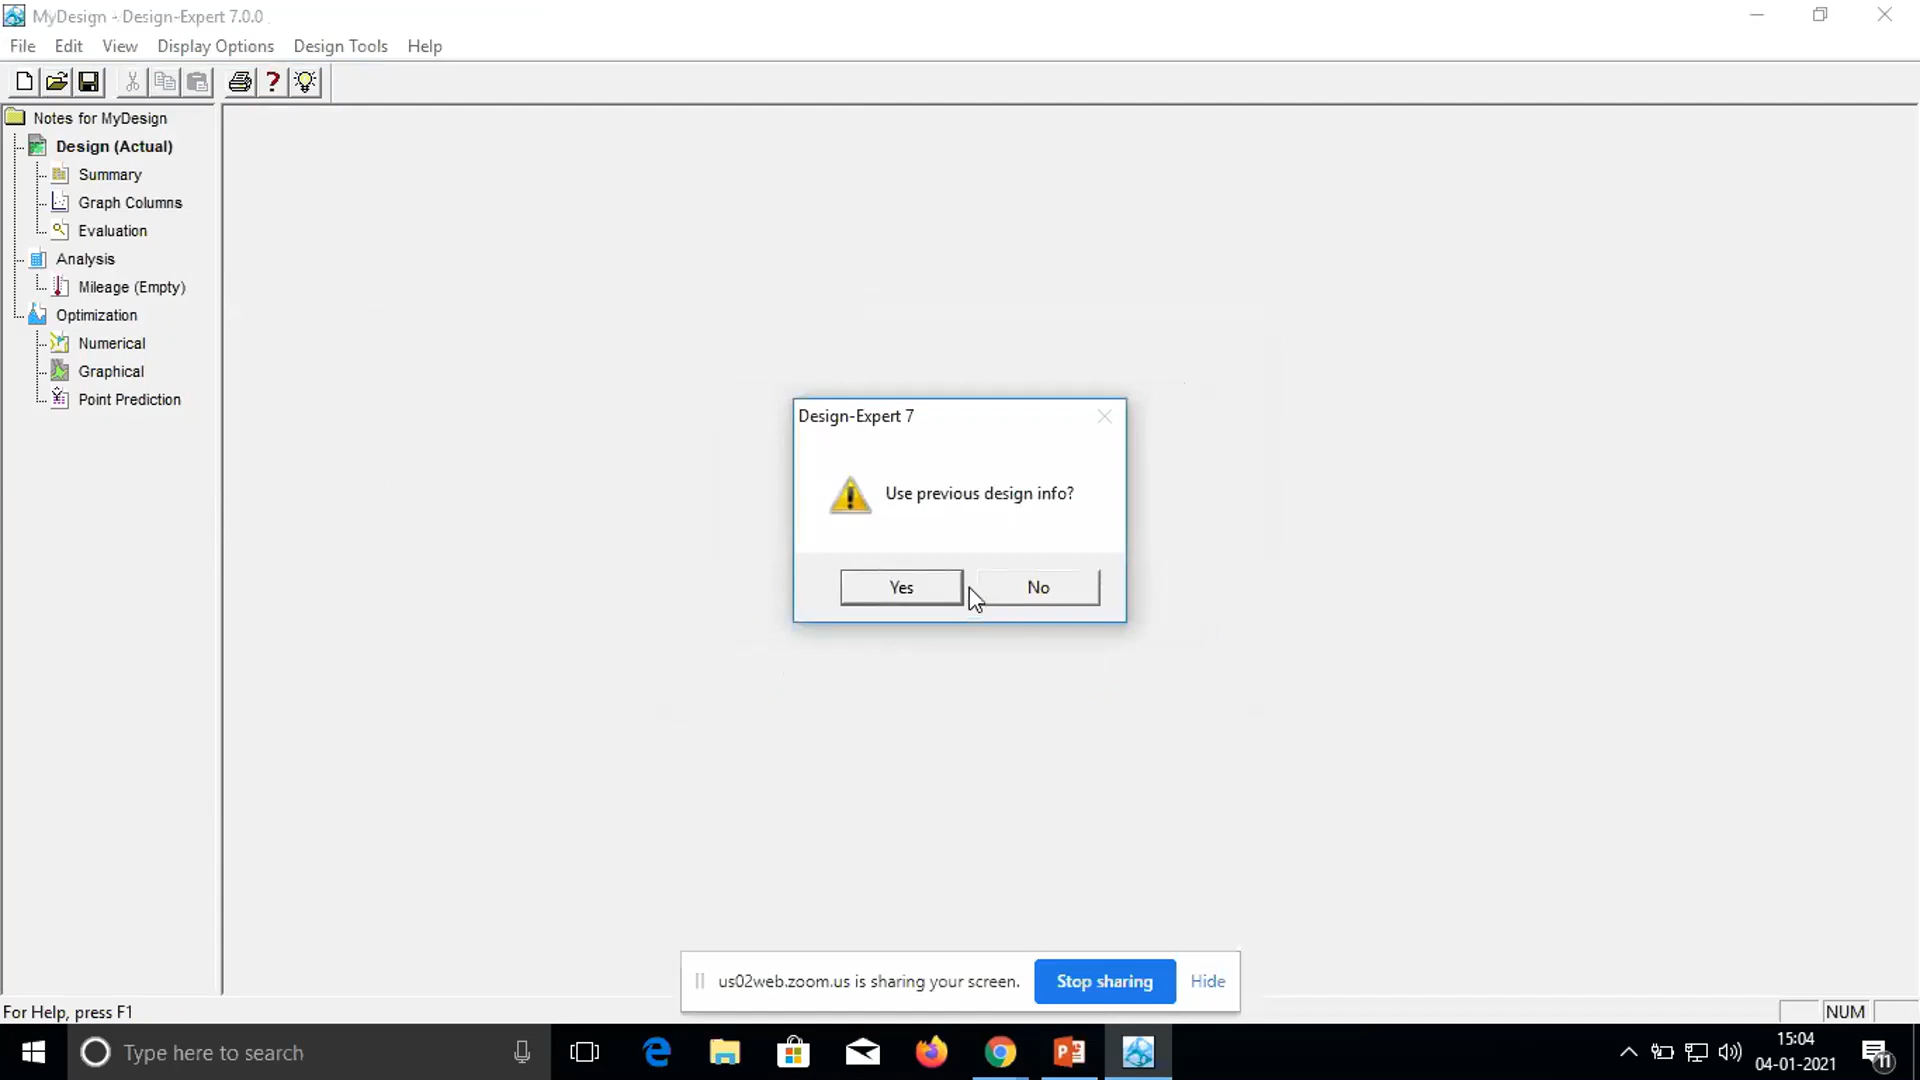 MyDesign - Design-Expert 7.0.0
File Edit View Display Options Design Tools Help
Notes for MyDesign
Design (Actual)
Summary
Graph Columns
Evaluation
Analysis
Mileage (Empty)
Optimization
Numerical
Graphical
Point Prediction
Design-Expert 7
Use previous design info?
Yes No
us02web.zoom.us is sharing your screen. Stop sharing Hide
For Help, press F1 NUM
Type here to search
15:04
04-01-2021
11